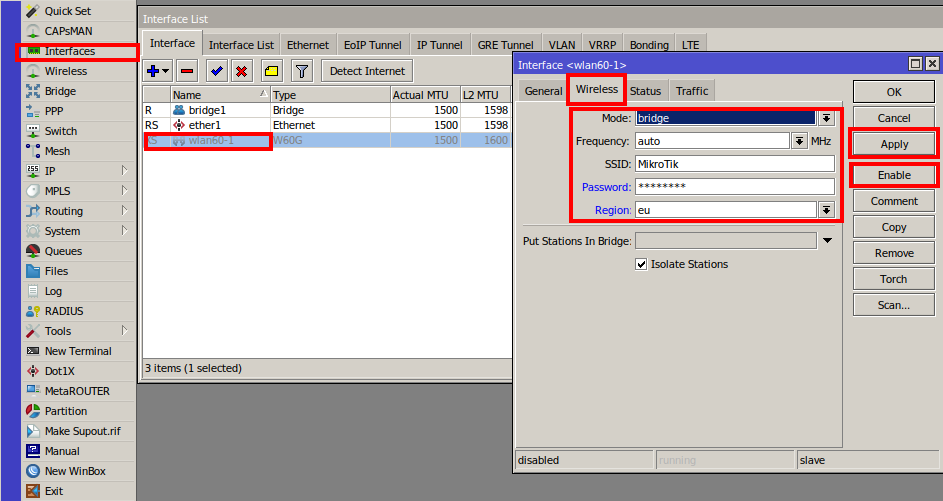 Quick Set
CAPsMAN
Interfaces
Wireless
Bridge
PPP
Switch
Mesh
IP
MPLS
Routing
System
Queues
Files
Log
RADIUS
Tools
New Terminal
Dot1X
MetaROUTER
Partition
Make Supout.rif
Manual
New WinBox
Exit
Interface List
Interface Interface List Ethernet EoIP Tunnel IP Tunnel GRE Tunnel VLAN VRRP Bonding LTE
Detect Internet
Name Type Actual MTU L2 MTU
R bridge1 Bridge 1500 1598
RS ether1 Ethernet 1500 1598
XS wlan60-1 W60G 1500 1600
3 items (1 selected)
Interface <wlan60-1>
General Wireless Status Traffic
Mode: bridge
Frequency: auto MHz
SSID: MikroTik
Password: ********
Region: eu
Put Stations In Bridge:
Isolate Stations
OK
Cancel
Apply
Enable
Comment
Copy
Remove
Torch
Scan...
disabled running slave